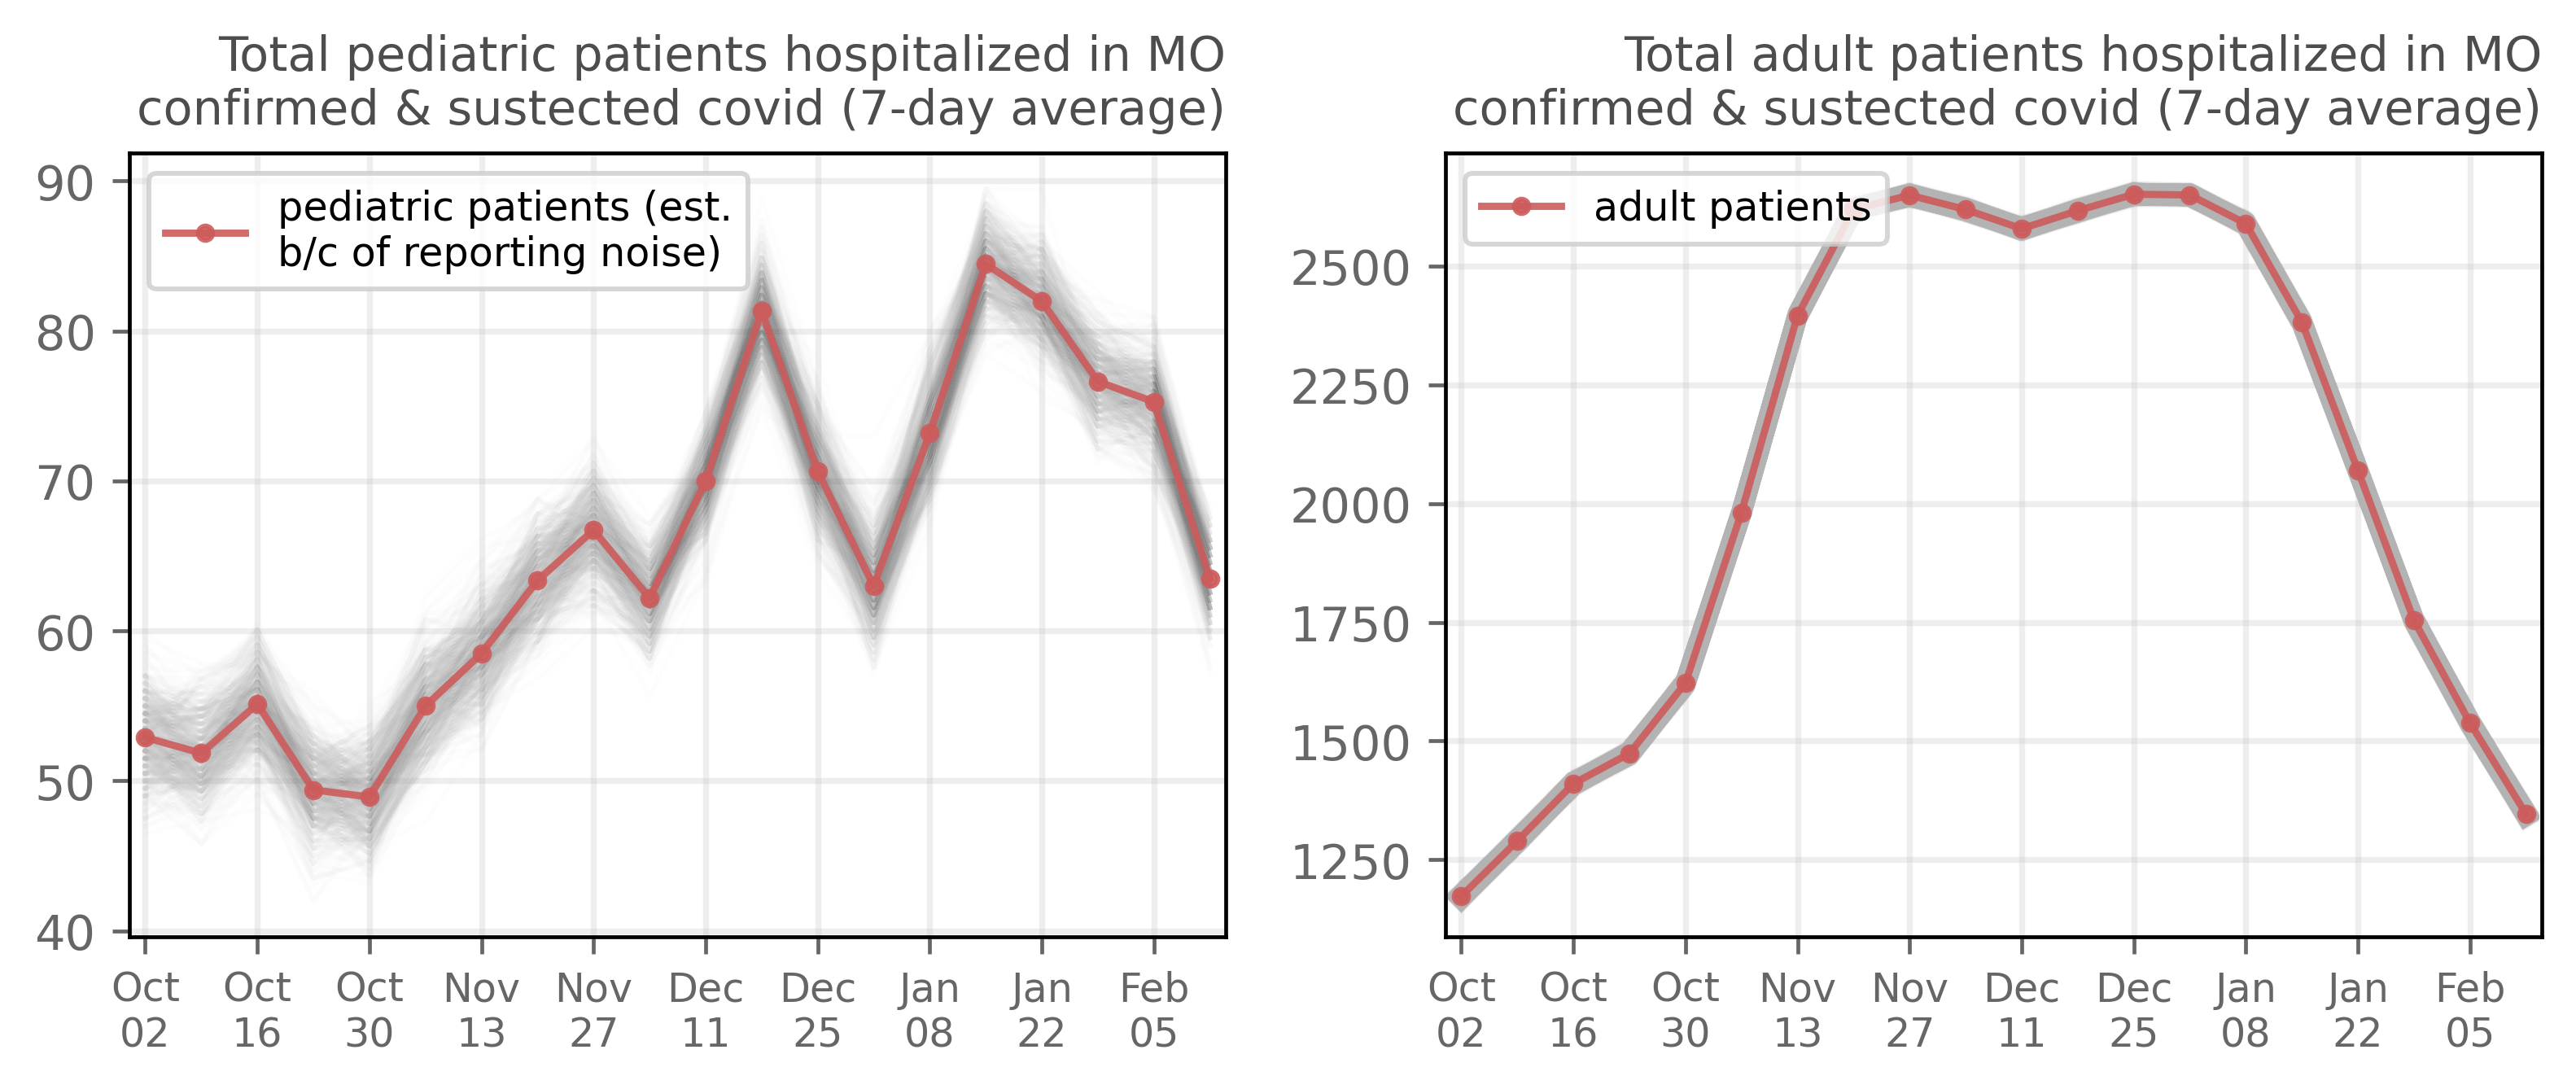 Total pediatric patients hospitalized in MO
confirmed & sustected covid (7-day average)
pediatric patients (est.
b/c of reporting noise)
90
80
70
60
50
40
Oct Oct Oct Nov Nov Dec Dec Jan Jan Feb
02 16 30 13 27 11 25 08 22 05
Total adult patients hospitalized in MO
confirmed & sustected covid (7-day average)
adult patients
2500
2250
2000
1750
1500
1250
Oct Oct Oct Nov Nov Dec Dec Jan Jan Feb
02 16 30 13 27 11 25 08 22 05